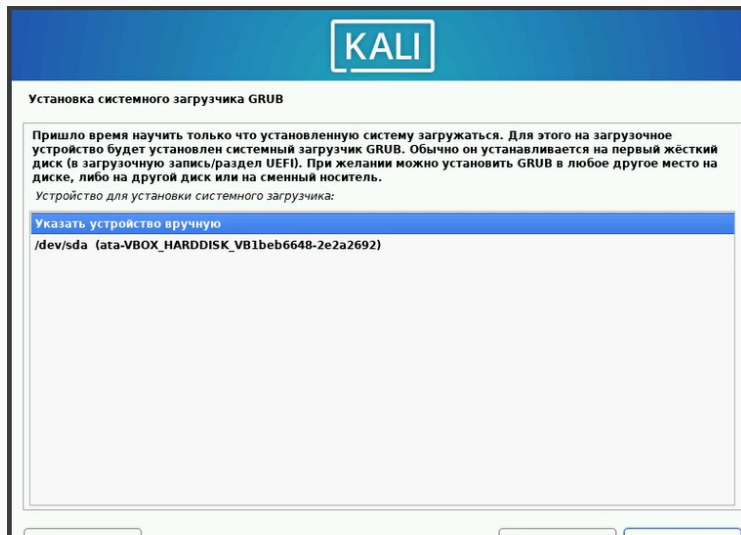 KALI
Установка системного загрузчика GRUB
Пришло время научить только что установленную систему загружаться. Для этого на загрузочное
устройство будет установлен системный загрузчик GRUB. Обычно он устанавливается на первый жёсткий
диск (в загрузочную запись/раздел UEFI). При желании можно установить GRUB в любое другое место на
диске, либо на другой диск или на сменный носитель.
Устройство для установки системного загрузчика:
Указать устройство вручную
/dev/sda (ata-VBOX_HARDDISK_VB1beb6648-2e2a2692)